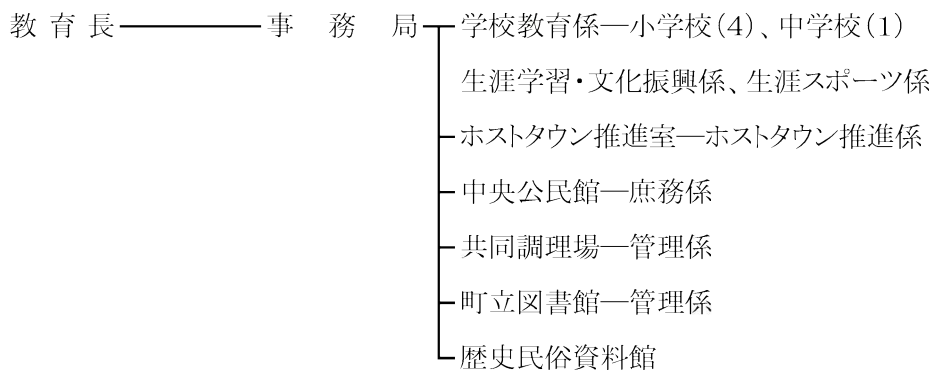 教育長 事務局 学校教育係―小学校(4)、中学校(1)
生涯学習・文化振興係、生涯スポーツ係
ホストタウン推進室―ホストタウン推進係
中央公民館―庶務係
共同調理場―管理係
町立図書館―管理係
歴史民俗資料館